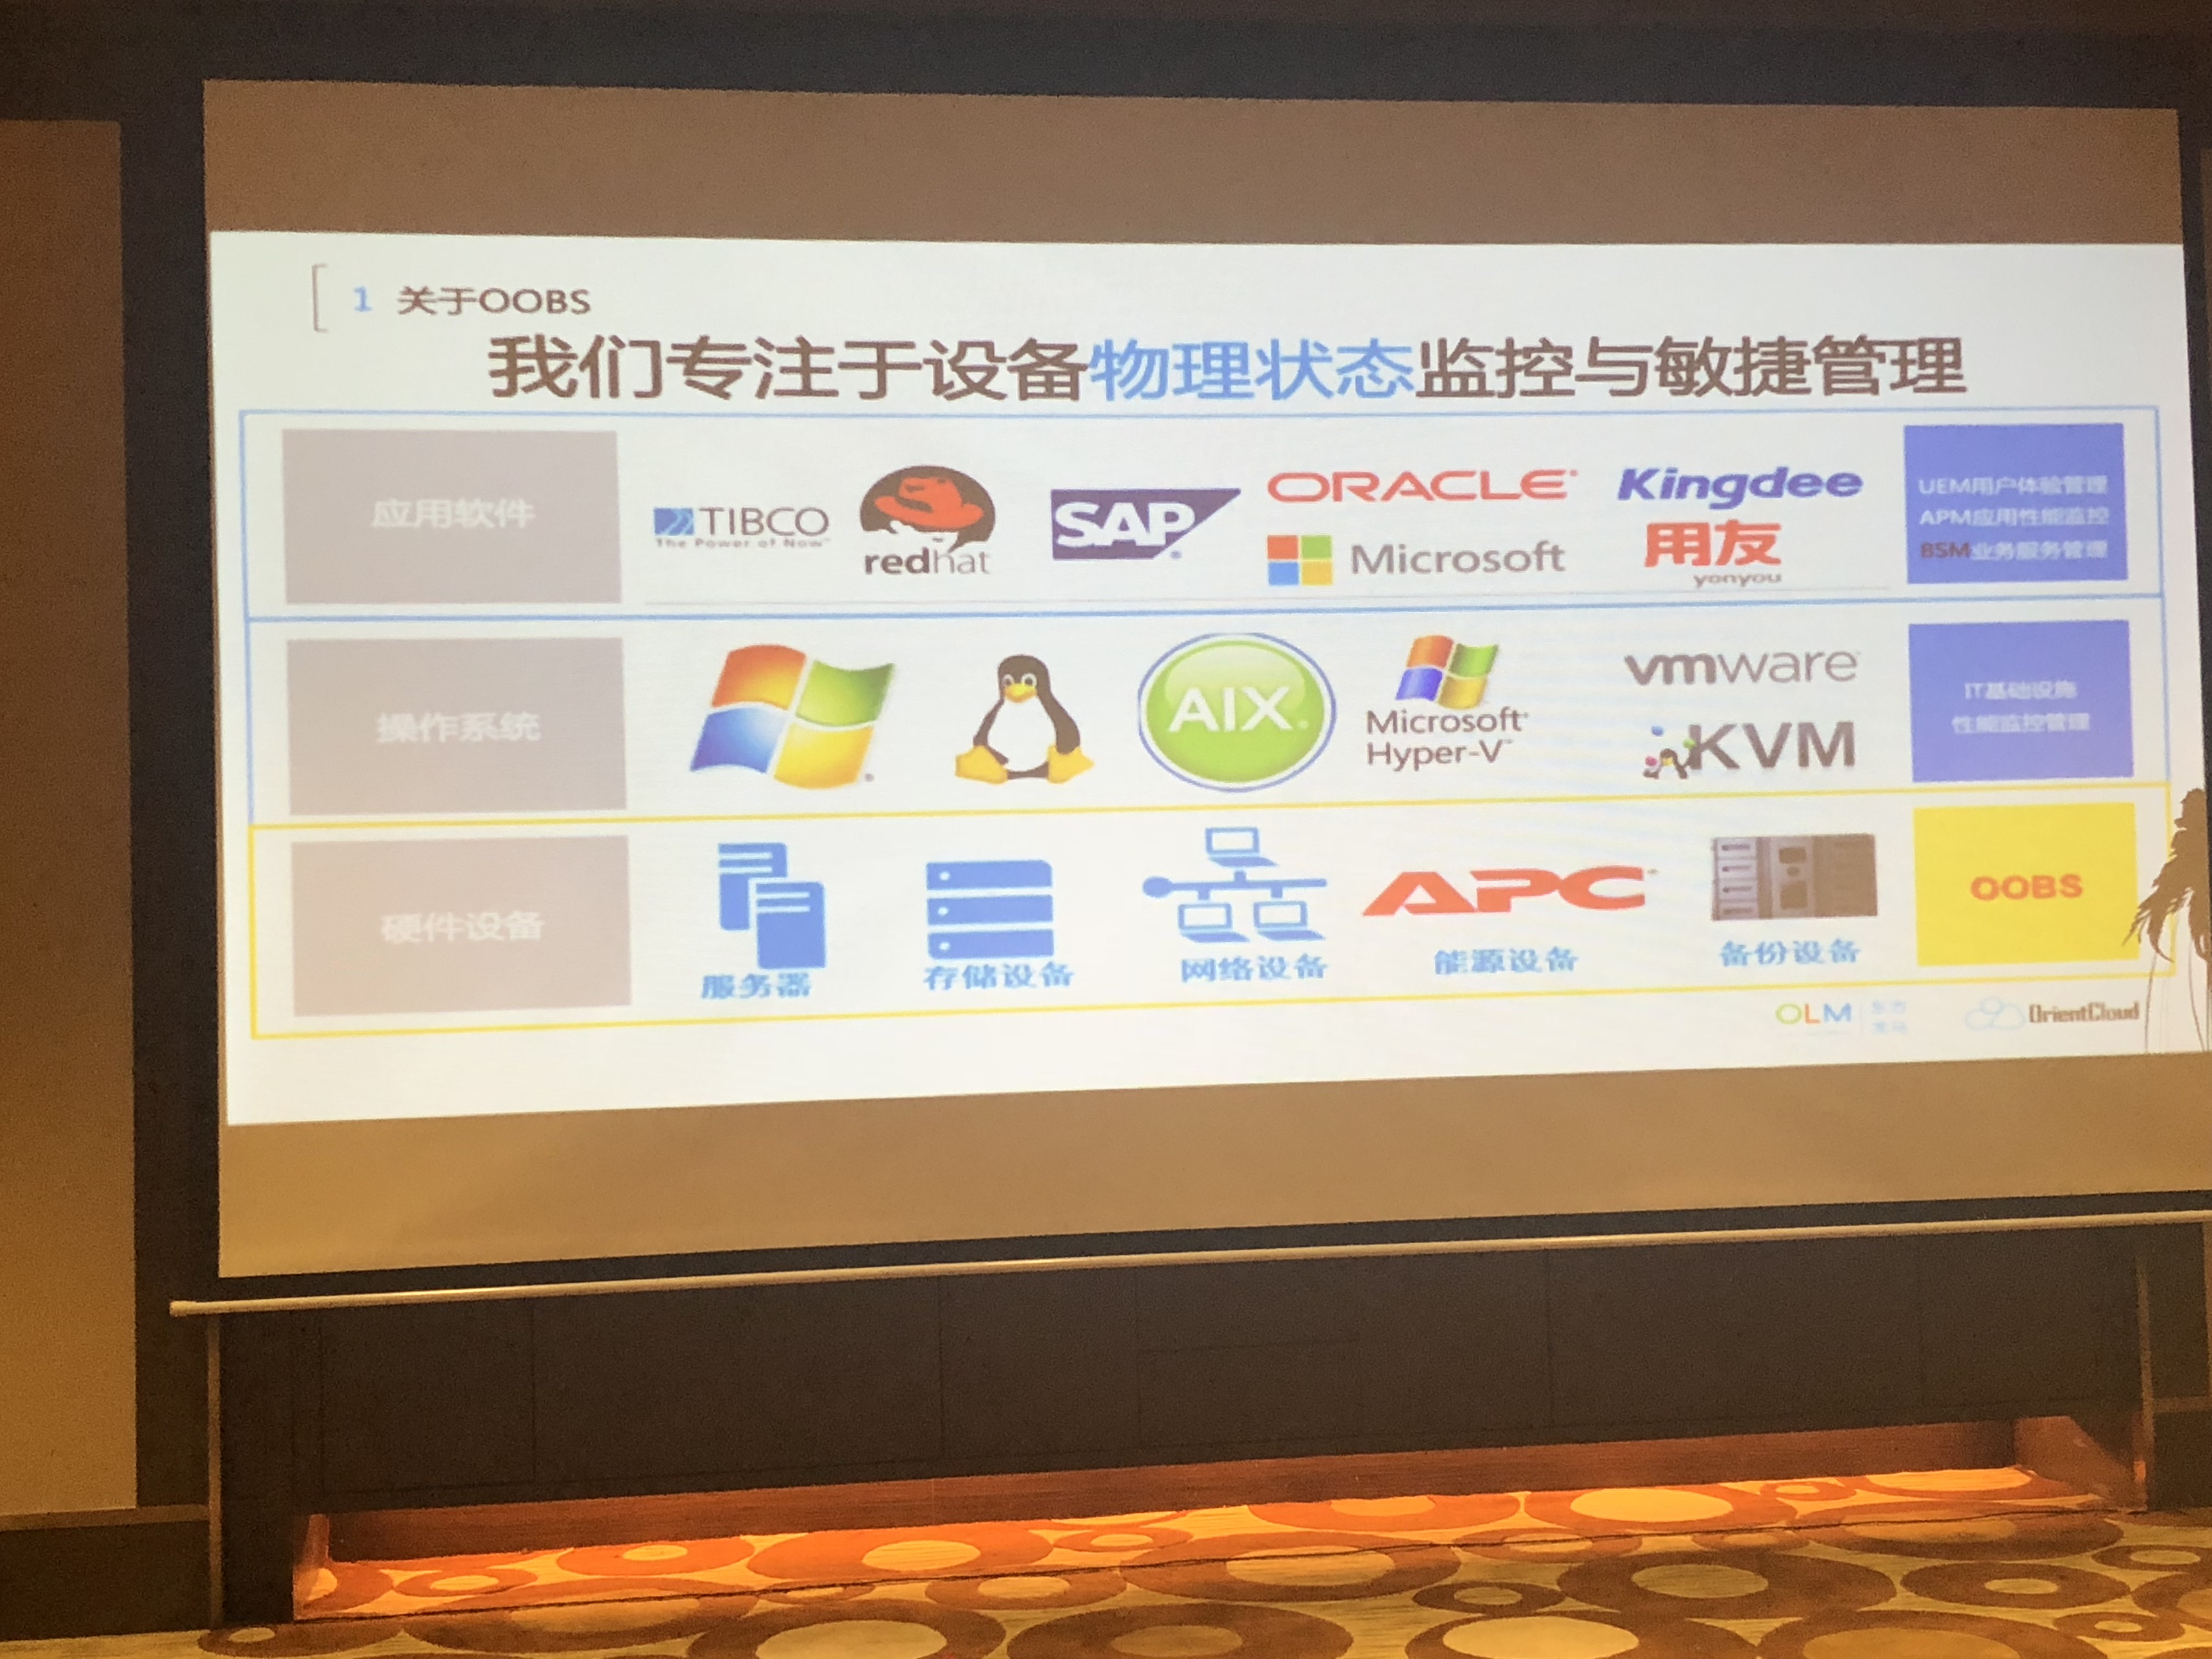 1 关于OOBS
我们专注于设备物理状态监控与敏捷管理
应用软件
TIBCO
The Power of Now™
redhat
SAP®
ORACLE®
Microsoft
Kingdee
用友
yonyou
UEM用户体验管理
APM应用性能监控
BSM业务服务管理
操作系统
AIX
Microsoft®
Hyper-V™
vmware
KVM
IT基础设施
性能监控管理
硬件设备
服务器
存储设备
网络设备
APC
能源设备
备份设备
OOBS
OLM 东方
龙马
OrientCloud